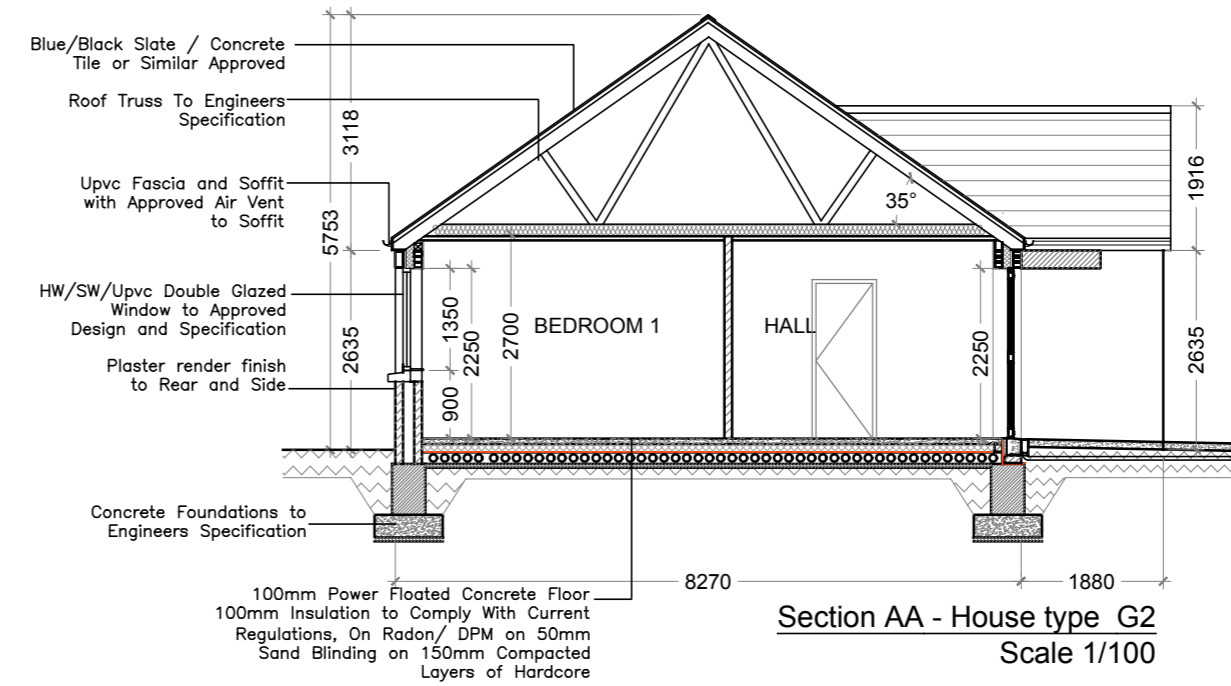 Blue/Black Slate / Concrete
Tile or Similar Approved
Roof Truss To Engineers
Specification
Upvc Fascia and Soffit
with Approved Air Vent
to Soffit
HW/SW/Upvc Double Glazed
Window to Approved
Design and Specification
Plaster render finish
to Rear and Side
Concrete Foundations to
Engineers Specification
100mm Power Floated Concrete Floor
100mm Insulation to Comply With Current
Regulations, On Radon/ DPM on 50mm
Sand Blinding on 150mm Compacted
Layers of Hardcore
5753
3118
2635
1350
900
2250
2700
BEDROOM 1
HALL
35°
2250
1916
2635
8270
1880
Section AA - House type G2
Scale 1/100